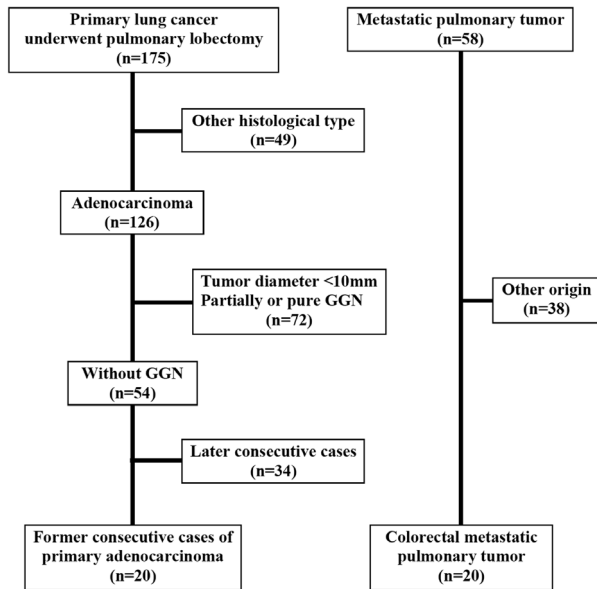 Primary lung cancer
underwent pulmonary lobectomy
(n=175)
Other histological type
(n=49)
Adenocarcinoma
(n=126)
Tumor diameter <10mm
Partially or pure GGN
(n=72)
Without GGN
(n=54)
Later consecutive cases
(n=34)
Former consecutive cases of
primary adenocarcinoma
(n=20)
Metastatic pulmonary tumor
(n=58)
Other origin
(n=38)
Colorectal metastatic
pulmonary tumor
(n=20)